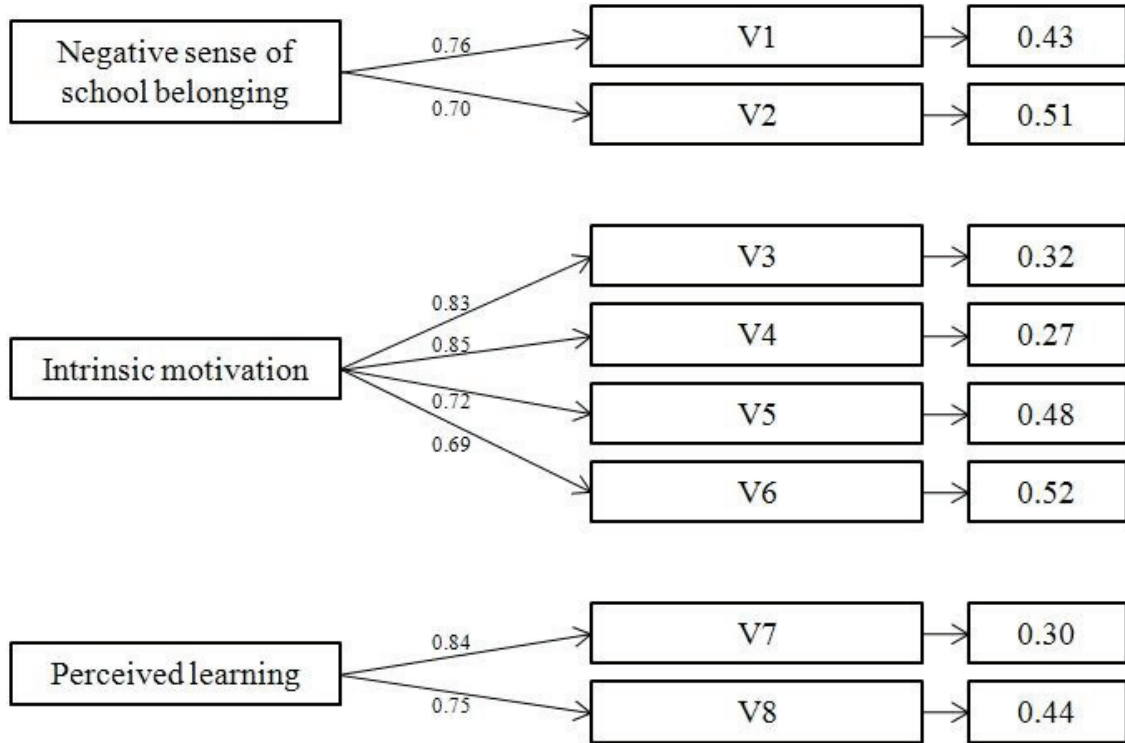 Negative sense of
school belonging
0.76
0.70
V1
0.43
V2
0.51
Intrinsic motivation
0.83
0.85
0.72
0.69
V3
0.32
V4
0.27
V5
0.48
V6
0.52
Perceived learning
0.84
0.75
V7
0.30
V8
0.44